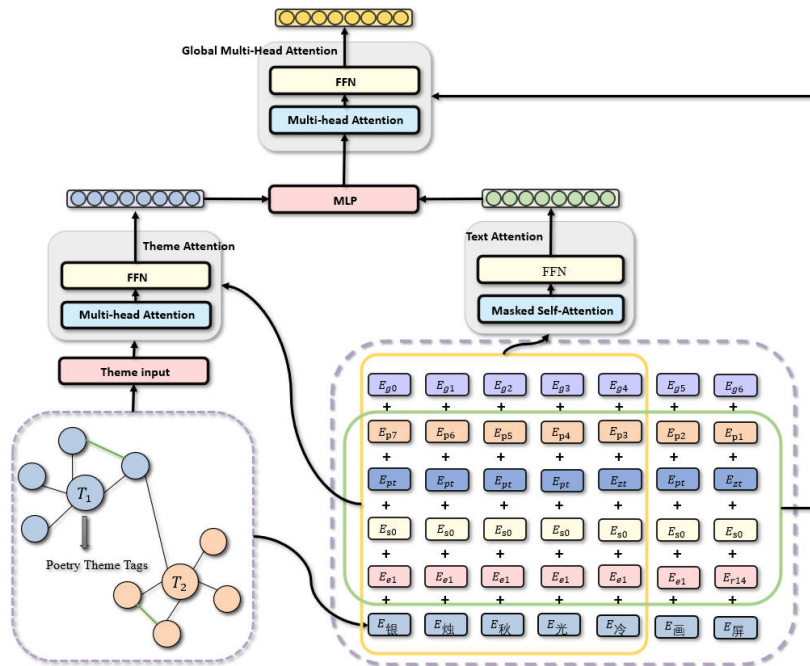 Global Multi-Head Attention
FFN
Multi-head Attention
MLP
Theme Attention
FFN
Multi-head Attention
Theme input
Text Attention
FFN
Masked Self-Attention
T1
Poetry Theme Tags
T2
Eg0 Eg1 Eg2 Eg3 Eg4 Eg5 Eg6
+ + + + + + +
Ep7 Ep6 Ep5 Ep4 Ep3 Ep2 Ep1
+ + + + + + +
Ept Ept Ept Ept Ezt Ept Ezt
+ + + + + + +
Es0 Es0 Es0 Es0 Es0 Es0 Es0
+ + + + + + +
Ee1 Ee1 Ee1 Ee1 Ee1 Ee1 Er14
+ + + + + + +
E银 E烛 E秋 E光 E冷 E画 E屏